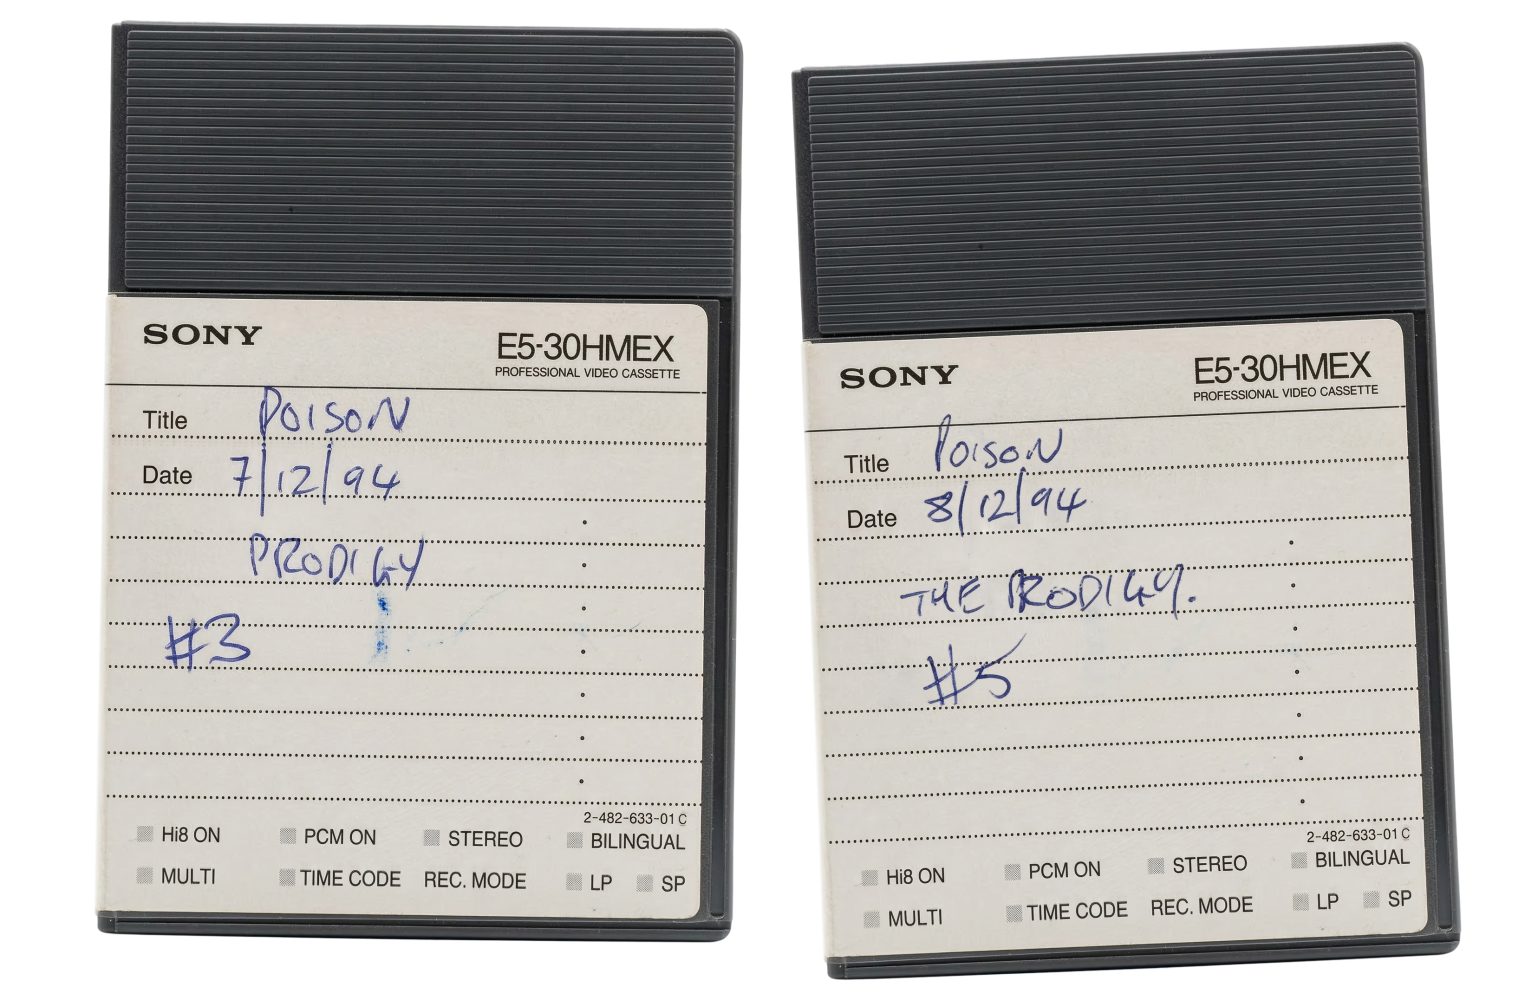 SONY
E5-30HMEX
PROFESSIONAL VIDEO CASSETTE
Title POISON
Date 7/12/94
PRODIGY
#3
2-482-633-01 C
Hi8 ON PCM ON STEREO BILINGUAL
MULTI TIME CODE REC. MODE LP SP
SONY
E5-30HMEX
PROFESSIONAL VIDEO CASSETTE
Title POISON
Date 8/12/94
THE PRODIGY.
#5
2-482-633-01 C
Hi8 ON PCM ON STEREO BILINGUAL
MULTI TIME CODE REC. MODE LP SP